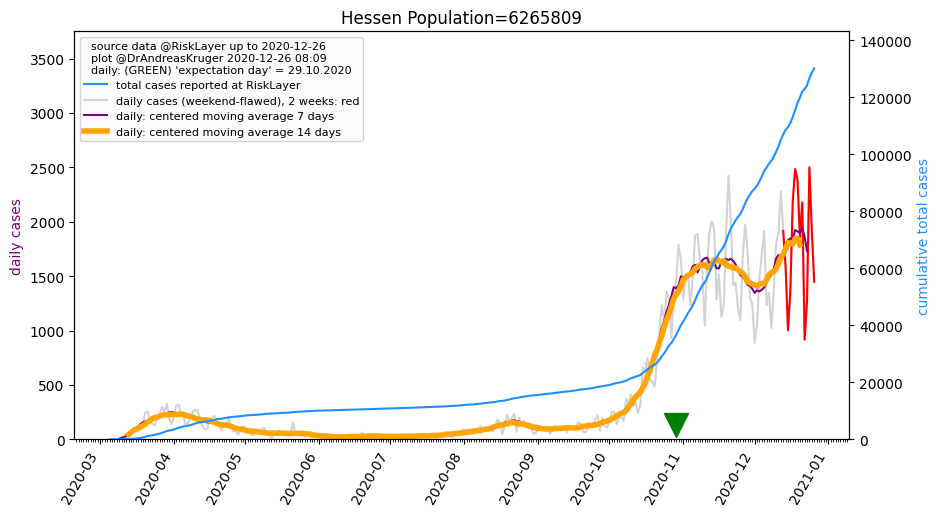 Hessen Population=6265809
source data @RiskLayer up to 2020-12-26
plot @DrAndreasKruger 2020-12-26 08:09
daily: (GREEN) 'expectation day' = 29.10.2020
total cases reported at RiskLayer
daily cases (weekend-flawed), 2 weeks: red
daily: centered moving average 7 days
daily: centered moving average 14 days
daily cases
3500
3000
2500
2000
1500
1000
500
0
140000
120000
100000
80000
60000
40000
20000
0
cumulative total cases
2020-03
2020-04
2020-05
2020-06
2020-07
2020-08
2020-09
2020-10
2020-11
2020-12
2021-01